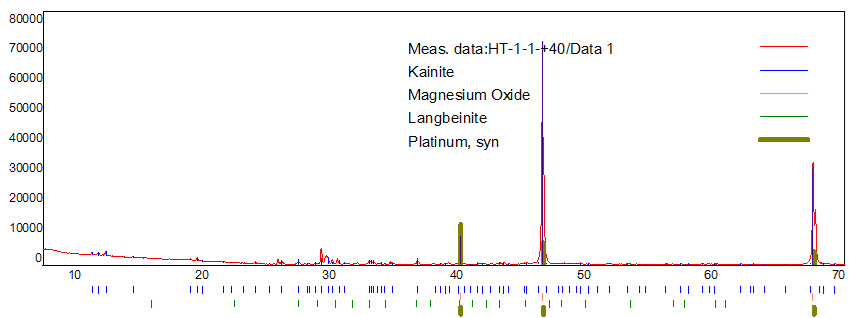 80000
70000
60000
50000
40000
30000
20000
10000
0
Meas. data:HT-1-1-+40/Data 1
Kainite
Magnesium Oxide
Langbeinite
Platinum, syn
10 20 30 40 50 60 70